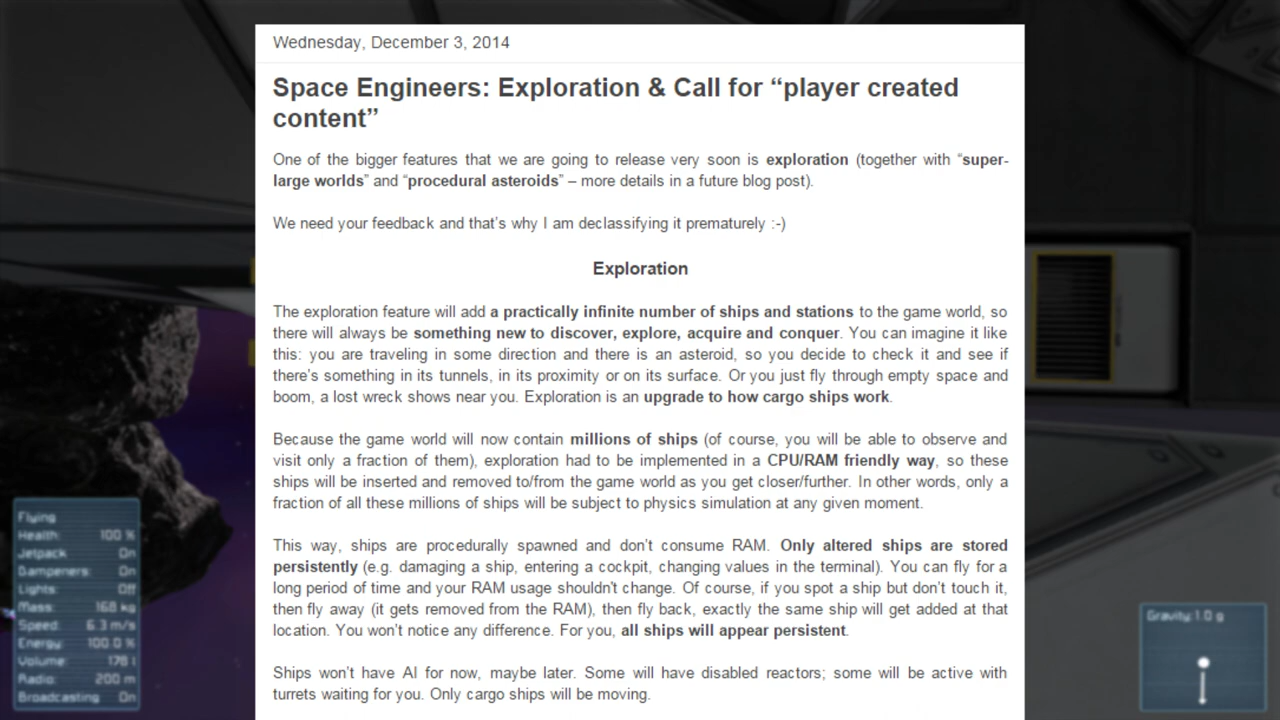 Wednesday, December 3, 2014
Space Engineers: Exploration & Call for “player created
content”
One of the bigger features that we are going to release very soon is exploration (together with “super-
large worlds” and “procedural asteroids” – more details in a future blog post).
We need your feedback and that’s why I am declassifying it prematurely :-)
Exploration
The exploration feature will add a practically infinite number of ships and stations to the game world, so
there will always be something new to discover, explore, acquire and conquer. You can imagine it like
this: you are traveling in some direction and there is an asteroid, so you decide to check it and see if
there’s something in its tunnels, in its proximity or on its surface. Or you just fly through empty space and
boom, a lost wreck shows near you. Exploration is an upgrade to how cargo ships work.
Because the game world will now contain millions of ships (of course, you will be able to observe and
visit only a fraction of them), exploration had to be implemented in a CPU/RAM friendly way, so these
ships will be inserted and removed to/from the game world as you get closer/further. In other words, only a
fraction of all these millions of ships will be subject to physics simulation at any given moment.
This way, ships are procedurally spawned and don’t consume RAM. Only altered ships are stored
persistently (e.g. damaging a ship, entering a cockpit, changing values in the terminal). You can fly for a
long period of time and your RAM usage shouldn't change. Of course, if you spot a ship but don’t touch it,
then fly away (it gets removed from the RAM), then fly back, exactly the same ship will get added at that
location. You won’t notice any difference. For you, all ships will appear persistent.
Ships won’t have AI for now, maybe later. Some will have disabled reactors; some will be active with
turrets waiting for you. Only cargo ships will be moving.
Flying
Health: 100 %
Jetpack On
Dampeners: On
Lights: Off
Mass: 168 kg
Speed: 6.3 m/s
Energy: 100.0 %
Volume: 178 l
Radio: 200 m
Broadcasting On
Gravity: 1.0 g